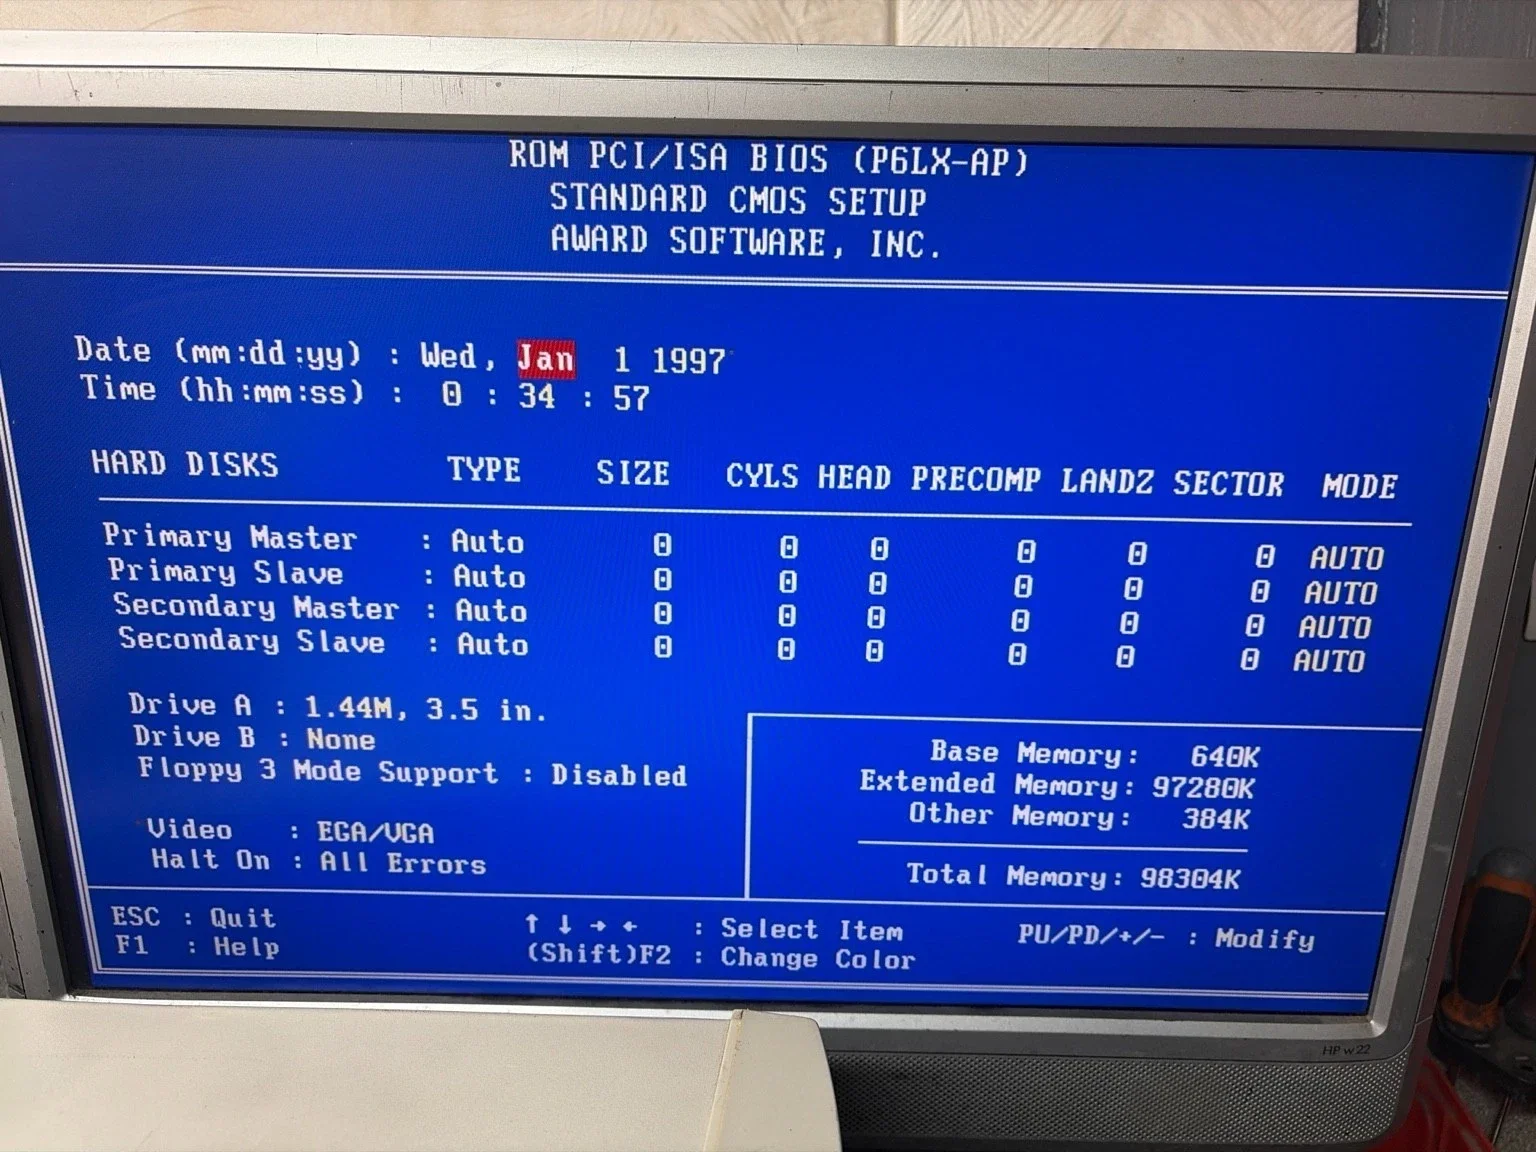 ROM PCI/ISA BIOS (P6LX-AP)
STANDARD CMOS SETUP
AWARD SOFTWARE, INC.
Date (mm:dd:yy) : Wed, Jan 1 1997
Time (hh:mm:ss) : 0 : 34 : 57
HARD DISKS TYPE SIZE CYLS HEAD PRECOMP LANDZ SECTOR MODE
Primary Master : Auto 0 0 0 0 0 0 AUTO
Primary Slave : Auto 0 0 0 0 0 0 AUTO
Secondary Master : Auto 0 0 0 0 0 0 AUTO
Secondary Slave : Auto 0 0 0 0 0 0 AUTO
Drive A : 1.44M, 3.5 in.
Drive B : None
Floppy 3 Mode Support : Disabled
Video : EGA/VGA
Halt On : All Errors
Base Memory: 640K
Extended Memory: 97280K
Other Memory: 384K
Total Memory: 98304K
ESC : Quit ↑ ↓ → ← : Select Item PU/PD/+/- : Modify
F1 : Help (Shift)F2 : Change Color
HP w22